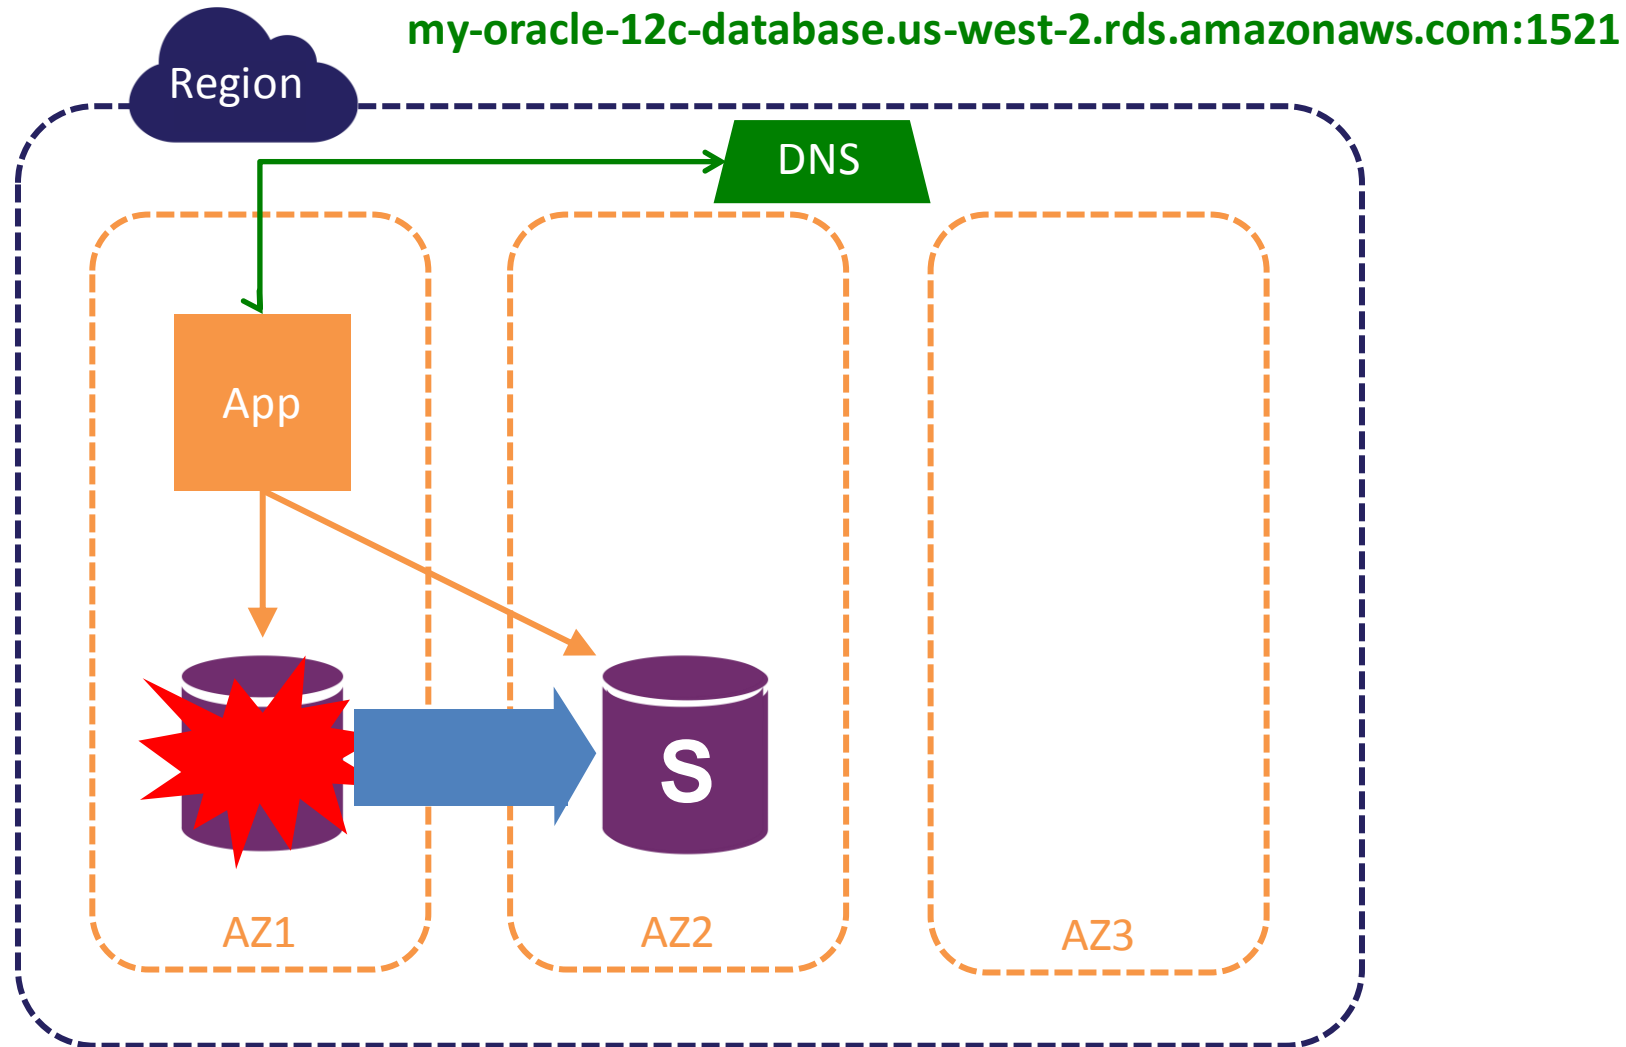 my-oracle-12c-database.us-west-2.rds.amazonaws.com:1521
Region
DNS
App
S
AZ1
AZ2
AZ3